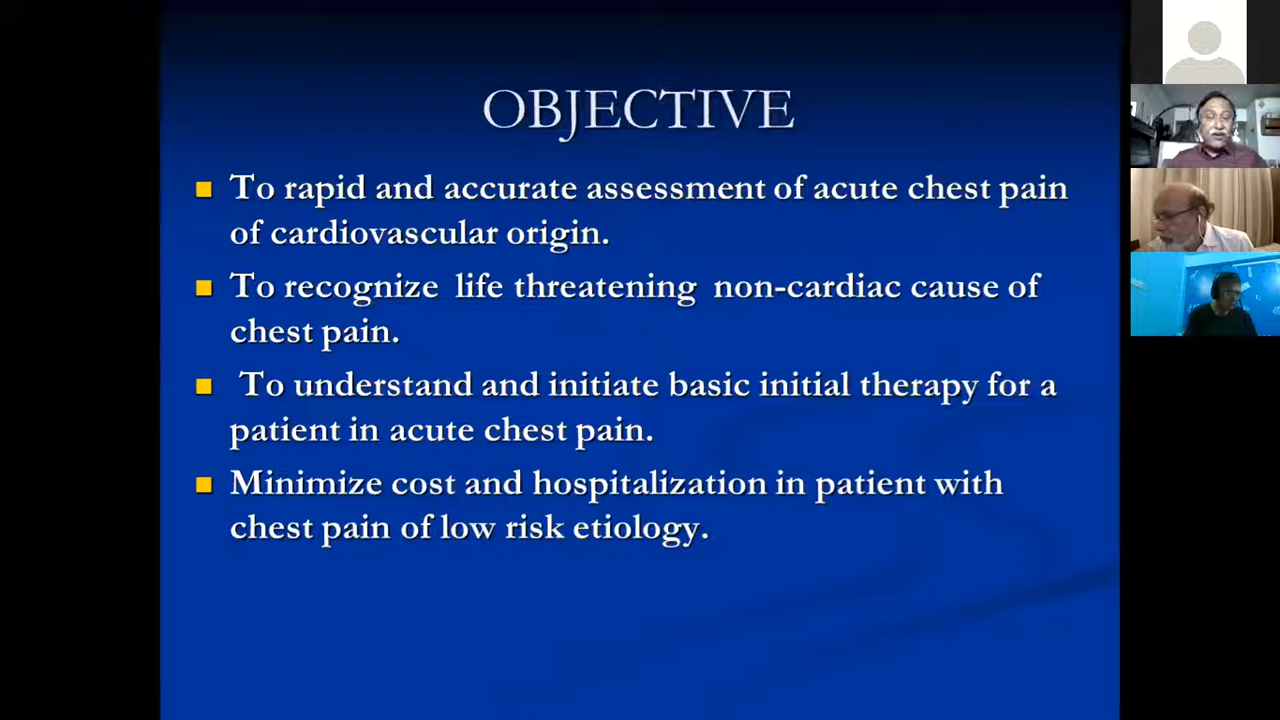 OBJECTIVE
To rapid and accurate assessment of acute chest pain
of cardiovascular origin.
To recognize life threatening non-cardiac cause of
chest pain.
To understand and initiate basic initial therapy for a
patient in acute chest pain.
Minimize cost and hospitalization in patient with
chest pain of low risk etiology.